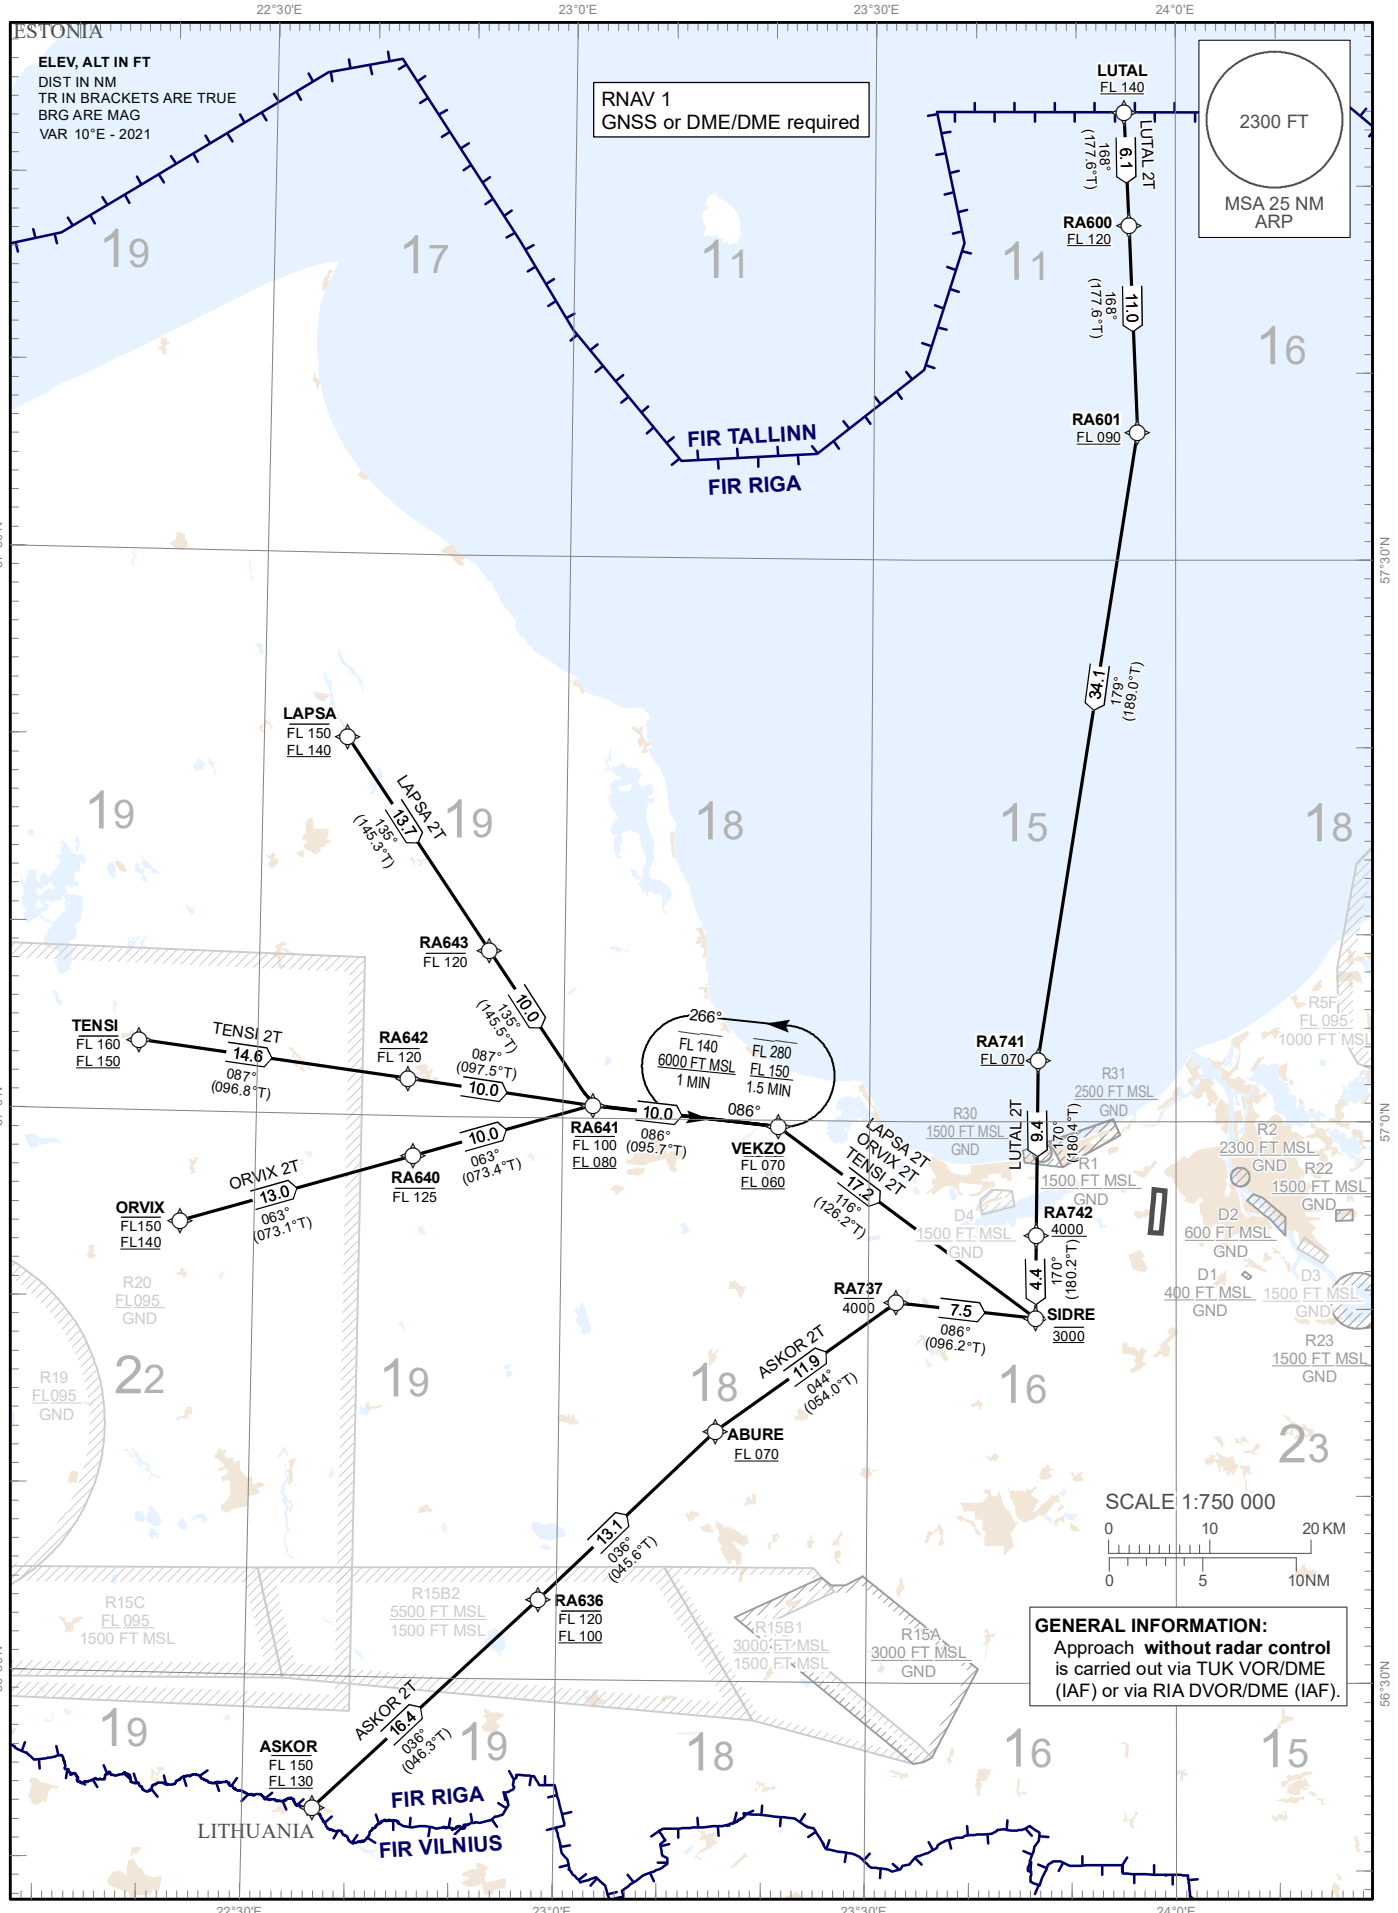 22°30'E
23°0'E
23°30'E
24°0'E
ESTONIA
ELEV, ALT IN FT
DIST IN NM
TR IN BRACKETS ARE TRUE
BRG ARE MAG
VAR 10°E - 2021
RNAV 1
GNSS or DME/DME required
LUTAL
FL 140
2300 FT
MSA 25 NM
ARP
LUTAL 2T
6.1
168°
(177.6°T)
RA600
FL 120
19
17
11
11
16
11.0
168°
(177.6°T)
RA601
FL 090
FIR TALLINN
FIR RIGA
57°30'N
34.1
179°
(189.0°T)
LAPSA
FL 150
FL 140
LAPSA 2T
13.7
135°
(145.3°T)
19
19
18
15
18
RA643
FL 120
10.0
135°
(145.5°T)
TENSI
FL 160
FL 150
TENSI 2T
14.6
087°
(096.8°T)
RA642
FL 120
087°
(097.5°T)
10.0
266°
FL 140
6000 FT MSL
1 MIN
FL 280
FL 150
1.5 MIN
086°
RA741
FL 070
R5F
FL 095
1000 FT MSL
R31
2500 FT MSL
GND
R30
1500 FT MSL
GND
57°0'N
RA641
FL 100
FL 080
10.0
086°
(095.7°T)
VEKZO
FL 070
FL 060
LAPSA 2T
ORVIX 2T
TENSI 2T
17.2
116°
(126.2°T)
LUTAL 2T
9.4
170°
(180.4°T)
R1
1500 FT MSL
GND
R2
2300 FT MSL
GND
R22
1500 FT MSL
GND
ORVIX
FL150
FL140
ORVIX 2T
13.0
063°
(073.1°T)
RA640
FL 125
10.0
063°
(073.4°T)
D4
1500 FT MSL
GND
RA742
4000
D2
600 FT MSL
GND
4.4
170°
(180.2°T)
D1
400 FT MSL
GND
D3
1500 FT MSL
GND
R20
FL095
GND
RA737
4000
7.5
086°
(096.2°T)
SIDRE
3000
R23
1500 FT MSL
GND
R19
FL095
GND
22
19
18
16
23
ASKOR 2T
11.9
044°
(054.0°T)
ABURE
FL 070
SCALE 1:750 000
0
10
20 KM
0
5
10NM
13.1
036°
(045.6°T)
R15C
FL 095
1500 FT MSL
R15B2
5500 FT MSL
1500 FT MSL
RA636
FL 120
FL 100
R15B1
3000 FT MSL
1500 FT MSL
R15A
3000 FT MSL
GND
GENERAL INFORMATION:
Approach without radar control
is carried out via TUK VOR/DME
(IAF) or via RIA DVOR/DME (IAF).
56°30'N
ASKOR 2T
16.4
036°
(046.3°T)
19
19
18
16
15
ASKOR
FL 150
FL 130
FIR RIGA
FIR VILNIUS
LITHUANIA
22°30'E
23°0'E
23°30'E
24°0'E